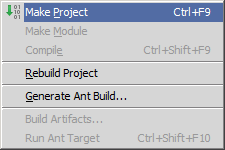 Make Project Ctrl+F9
Make Module
Compile Ctrl+Shift+F9
Rebuild Project
Generate Ant Build...
Build Artifacts...
Run Ant Target Ctrl+Shift+F10